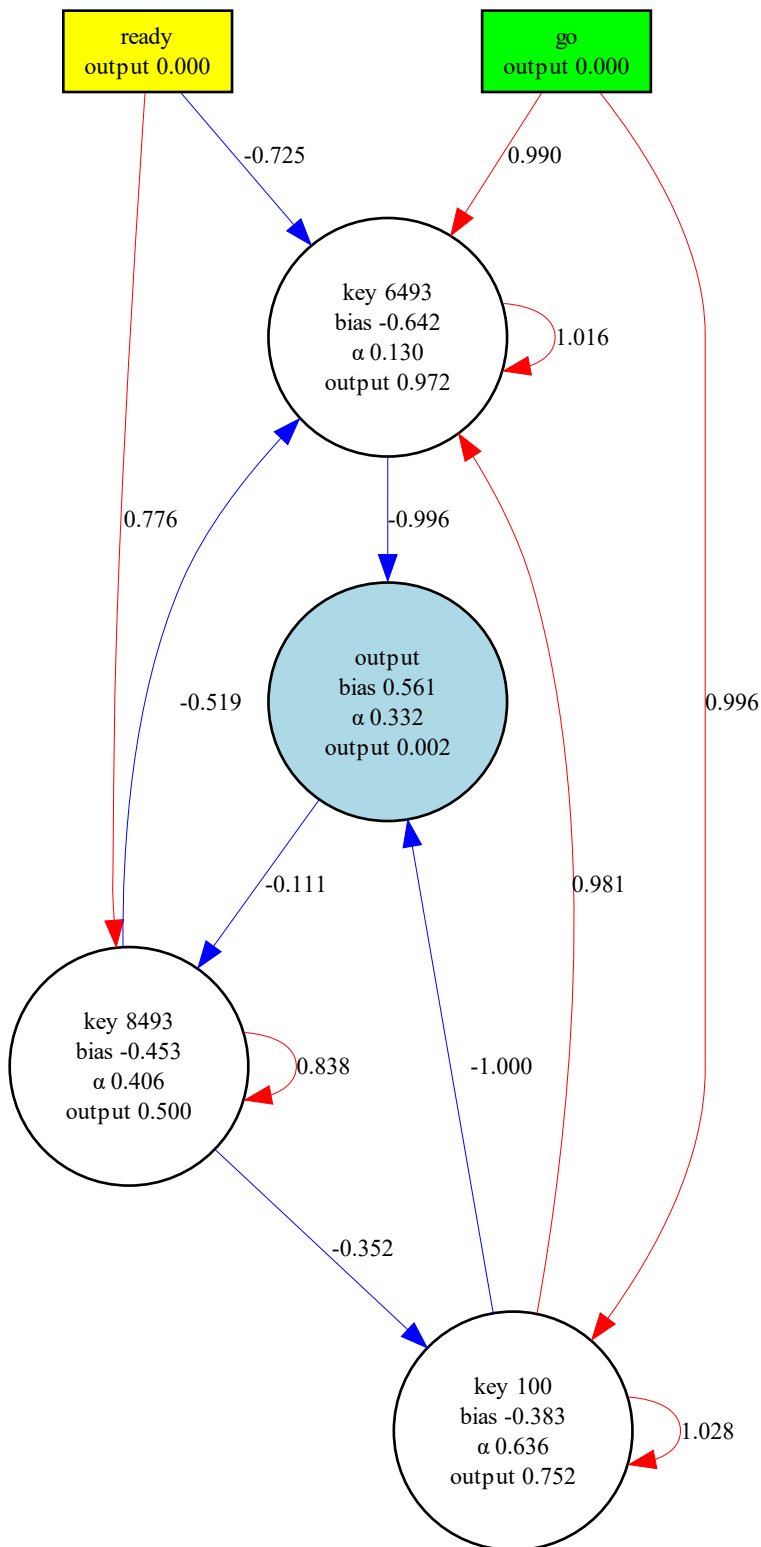 ready
output 0.000
go
output 0.000
-0.725
0.990
key 6493
bias -0.642
α 0.130
output 0.972
1.016
0.776
-0.996
-0.519
output
bias 0.561
α 0.332
output 0.002
0.996
-0.111
0.981
key 8493
bias -0.453
α 0.406
output 0.500
0.838
-1.000
-0.352
key 100
bias -0.383
α 0.636
output 0.752
1.028